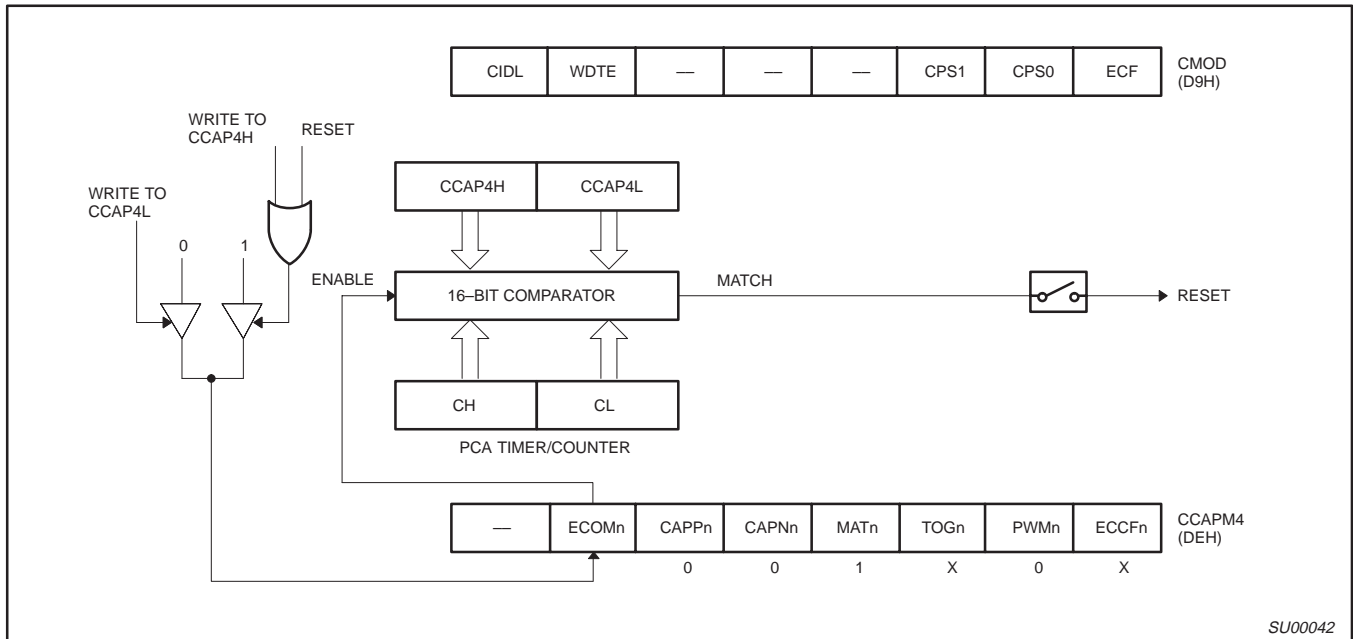 CIDL WDTE –– –– –– CPS1 CPS0 ECF
CMOD
(D9H)
WRITE TO
CCAP4H
RESET
WRITE TO
CCAP4L
0 1
CCAP4H CCAP4L
ENABLE
16–BIT COMPARATOR
MATCH
RESET
CH CL
PCA TIMER/COUNTER
–– ECOMn CAPPn CAPNn MATn TOGn PWMn ECCFn
CCAPM4
(DEH)
0 0 1 X 0 X
SU00042